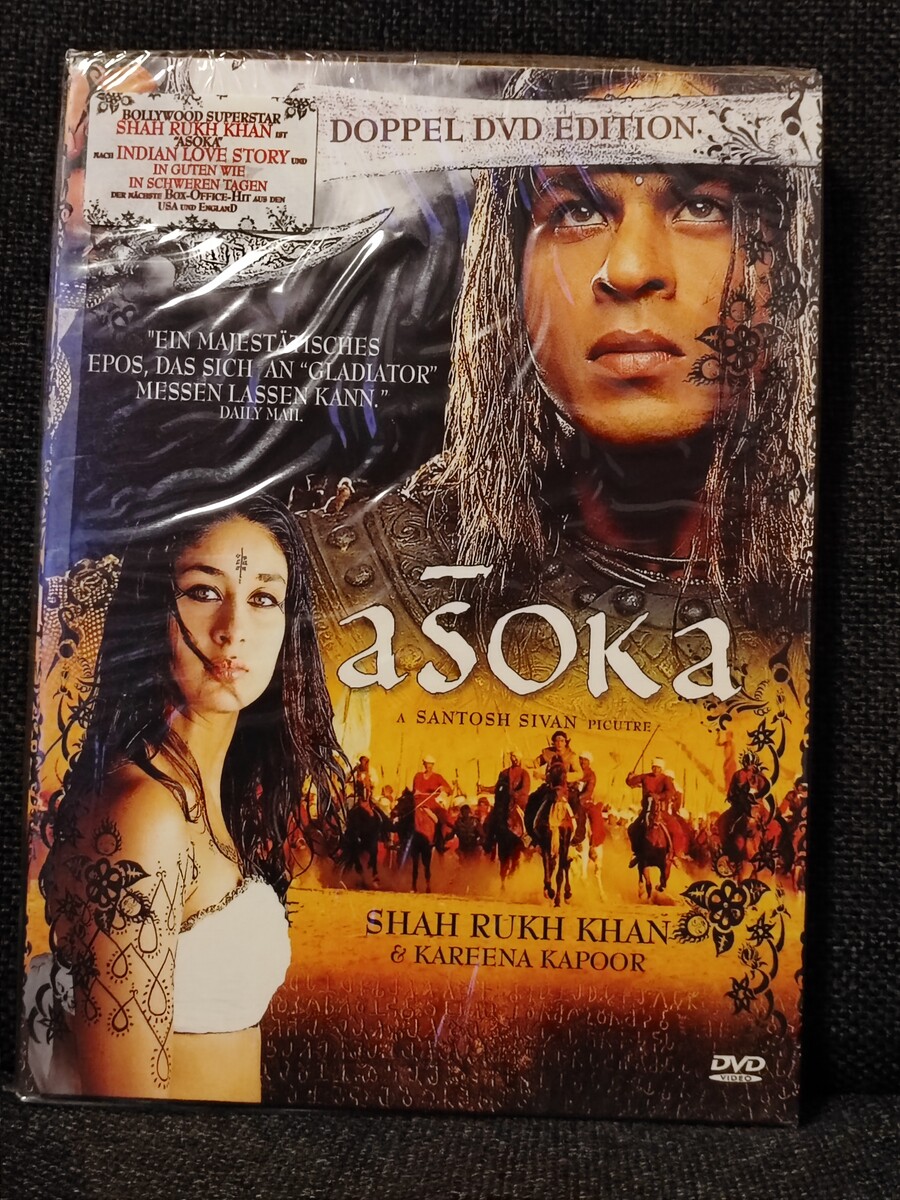 BOLLYWOOD SUPERSTAR
SHAH RUKH KHAN IST
"ASOKA"
NACH INDIAN LOVE STORY UND
IN GUTEN WIE
IN SCHWEREN TAGEN
DER NÄCHSTE BOX-OFFICE-HIT AUS DEN
USA UND ENGLAND
DOPPEL DVD EDITION
"EIN MAJESTÄTISCHES
EPOS, DAS SICH AN "GLADIATOR"
MESSEN LASSEN KANN."
DAILY MAIL
aśoka
A SANTOSH SIVAN PICUTRE
SHAH RUKH KHAN
& KAREENA KAPOOR
DVD
VIDEO